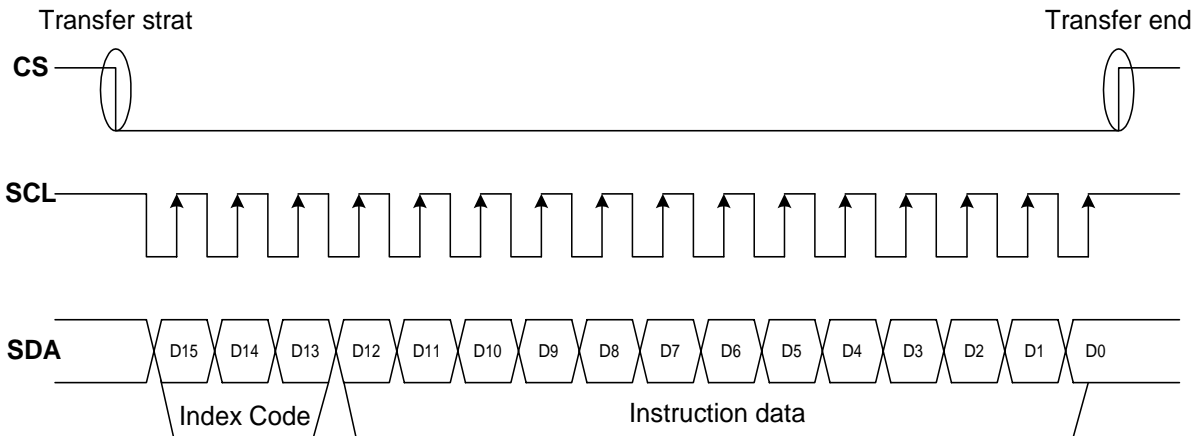 Transfer strat Transfer end
CS
SCL
SDA D15 D14 D13 D12 D11 D10 D9 D8 D7 D6 D5 D4 D3 D2 D1 D0
Index Code Instruction data